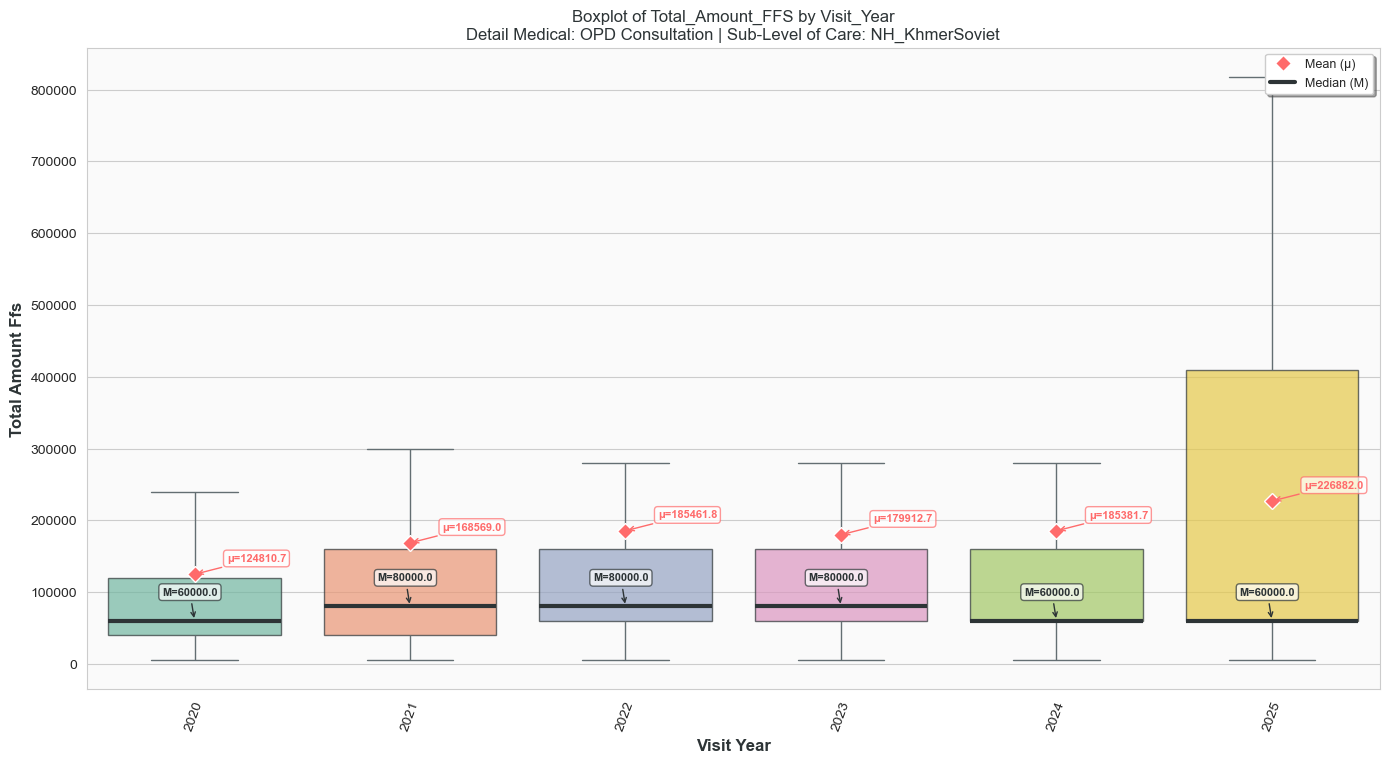 Boxplot of Total_Amount_FFS by Visit_Year
Detail Medical: OPD Consultation | Sub-Level of Care: NH_KhmerSoviet
Mean (μ)
Median (M)
Total Amount Ffs
800000
700000
600000
500000
400000
300000
200000
100000
0
μ=124810.7
μ=168569.0
μ=185461.8
μ=179912.7
μ=185381.7
μ=226882.0
M=60000.0
M=80000.0
M=80000.0
M=80000.0
M=60000.0
M=60000.0
2020
2021
2022
2023
2024
2025
Visit Year